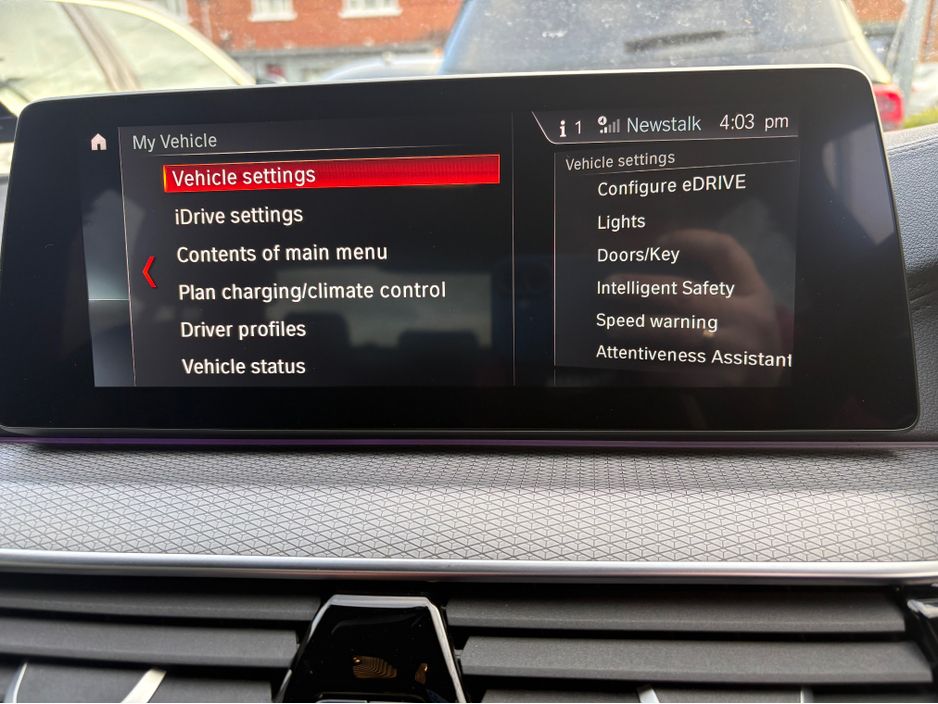 My Vehicle
i 1 Newstalk 4:03 pm
Vehicle settings
iDrive settings
Contents of main menu
Plan charging/climate control
Driver profiles
Vehicle status
Vehicle settings
Configure eDRIVE
Lights
Doors/Key
Intelligent Safety
Speed warning
Attentiveness Assistant